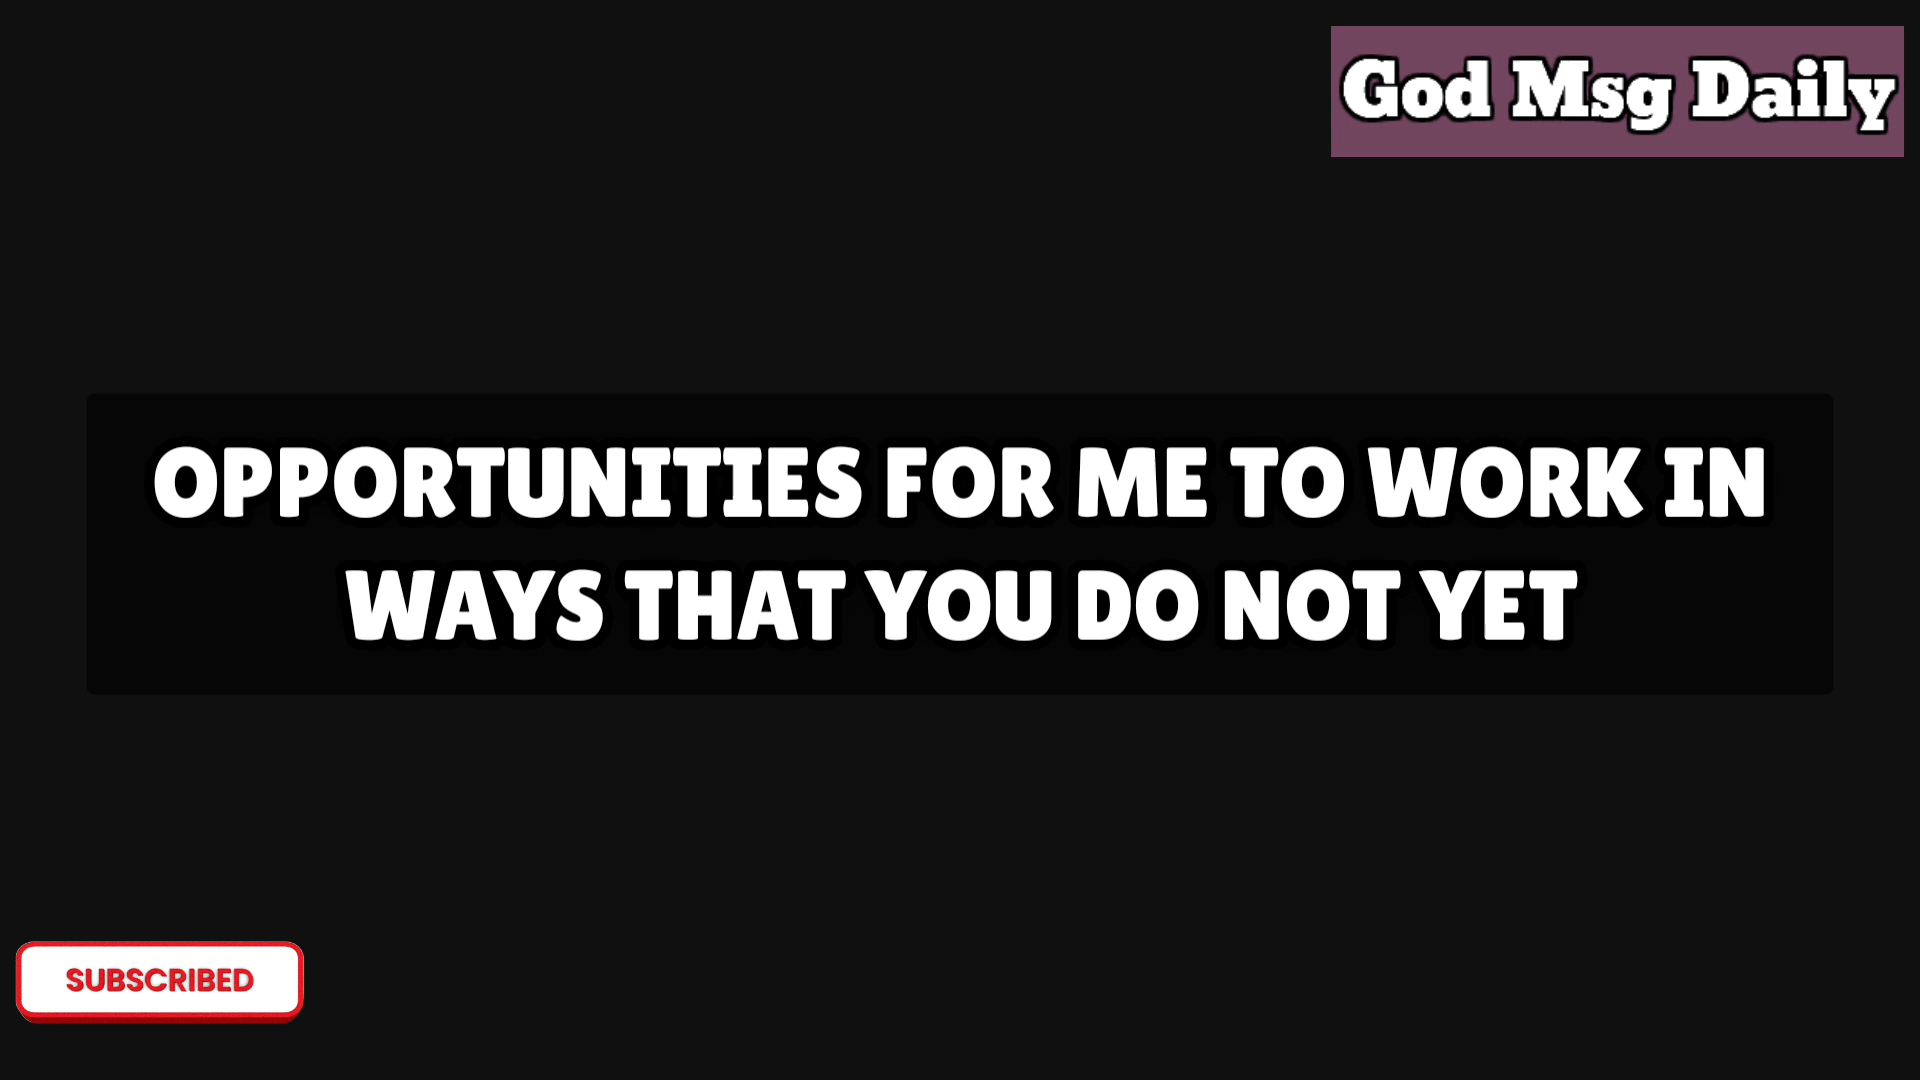 God Msg Daily
OPPORTUNITIES FOR ME TO WORK IN
WAYS THAT YOU DO NOT YET
SUBSCRIBED